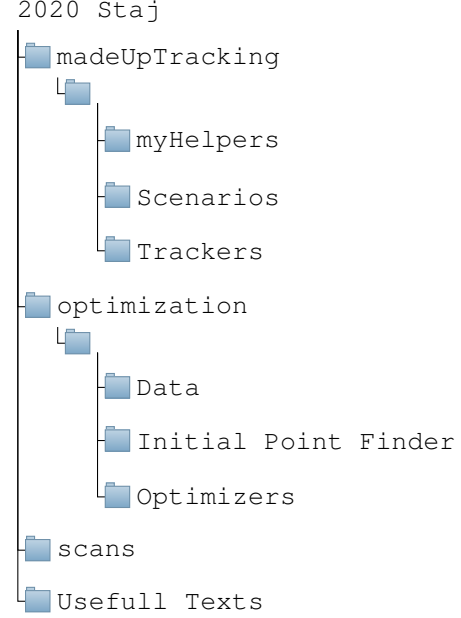 2020 Staj
madeUpTracking
myHelpers
Scenarios
Trackers
optimization
Data
Initial Point Finder
Optimizers
scans
Usefull Texts